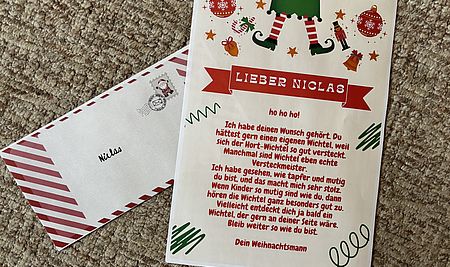 LIEBER NICLAS
ho ho ho!
Ich habe deinen Wunsch gehört. Du
hättest gern einen eigenen Wichtel, weil
sich der Hort-Wichtel so gut versteckt.
Manchmal sind Wichtel eben echte
Versteckmeister.
Ich habe gesehen, wie tapfer und mutig
du bist, und das macht mich sehr stolz.
Wenn Kinder so mutig sind wie du, dann
hören die Wichtel ganz besonders gut zu.
Vielleicht entdeckt dich ja bald ein
Wichtel, der gern an deiner Seite wäre.
Bleib weiter so wie du bist.
Dein Weihnachtsmann
Niclas